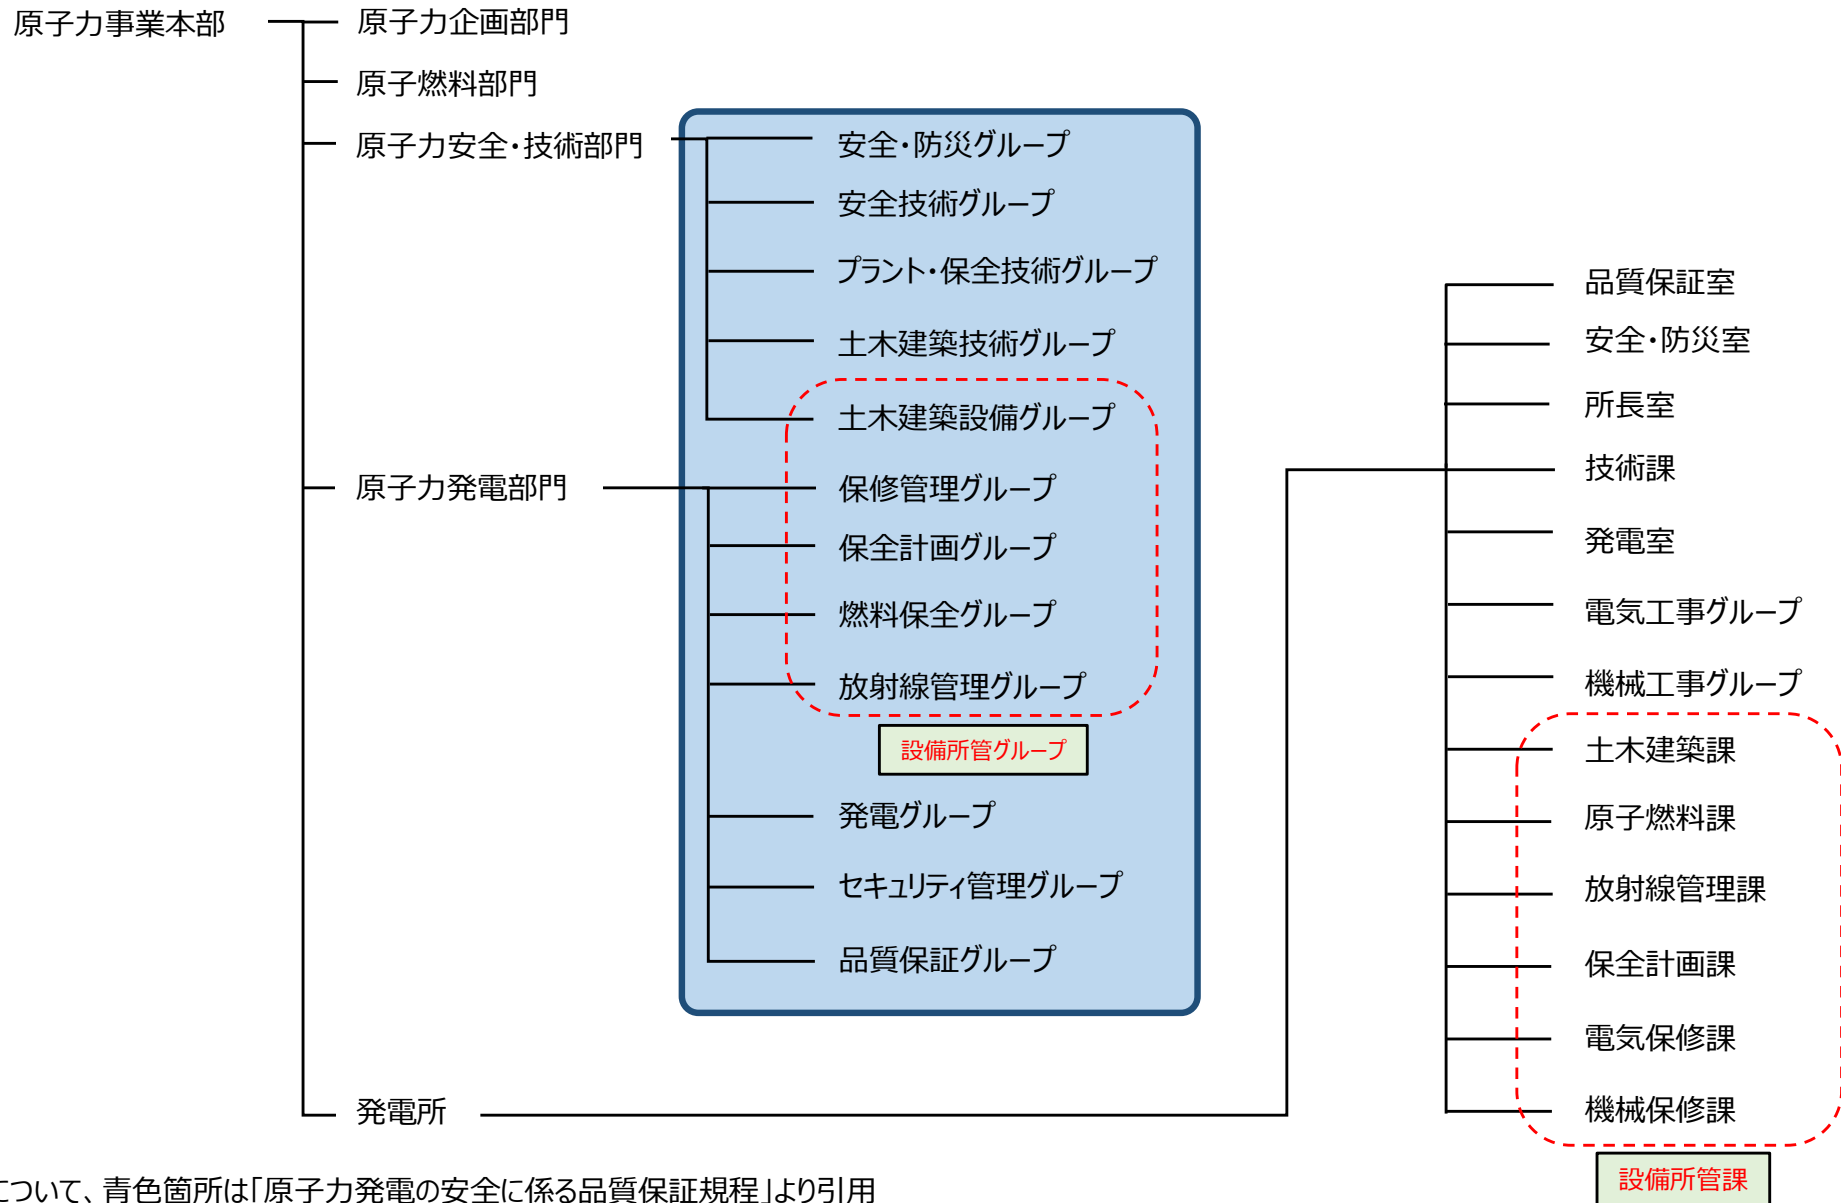 原子力事業本部
原子力企画部門
原子燃料部門
原子力安全・技術部門
安全・防災グループ
安全技術グループ
プラント・保全技術グループ
土木建築技術グループ
土木建築設備グループ
原子力発電部門
保修管理グループ
保全計画グループ
燃料保全グループ
放射線管理グループ
設備所管グループ
発電グループ
セキュリティ管理グループ
品質保証グループ
発電所
品質保証室
安全・防災室
所長室
技術課
発電室
電気工事グループ
機械工事グループ
土木建築課
原子燃料課
放射線管理課
保全計画課
電気保修課
機械保修課
設備所管課
について、青色箇所は「原子力発電の安全に係る品質保証規程」より引用